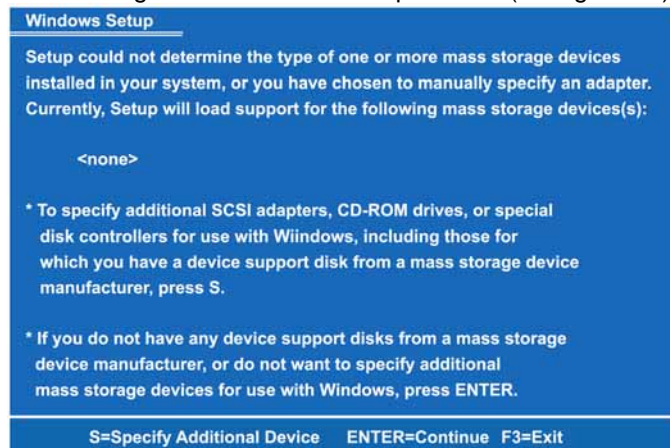 Windows Setup
Setup could not determine the type of one or more mass storage devices
installed in your system, or you have chosen to manually specify an adapter.
Currently, Setup will load support for the following mass storage devices(s):
<none>
* To specify additional SCSI adapters, CD-ROM drives, or special
disk controllers for use with Wiindows, including those for
which you have a device support disk from a mass storage device
manufacturer, press S.
* If you do not have any device support disks from a mass storage
device manufacturer, or do not want to specify additional
mass storage devices for use with Windows, press ENTER.
S=Specify Additional Device ENTER=Continue F3=Exit